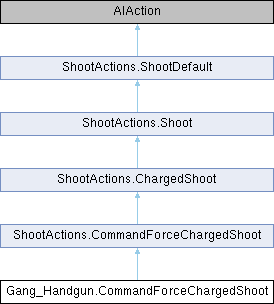 AIAction
ShootActions.ShootDefault
ShootActions.Shoot
ShootActions.ChargedShoot
ShootActions.CommandForceChargedShoot
Gang_Handgun.CommandForceChargedShoot